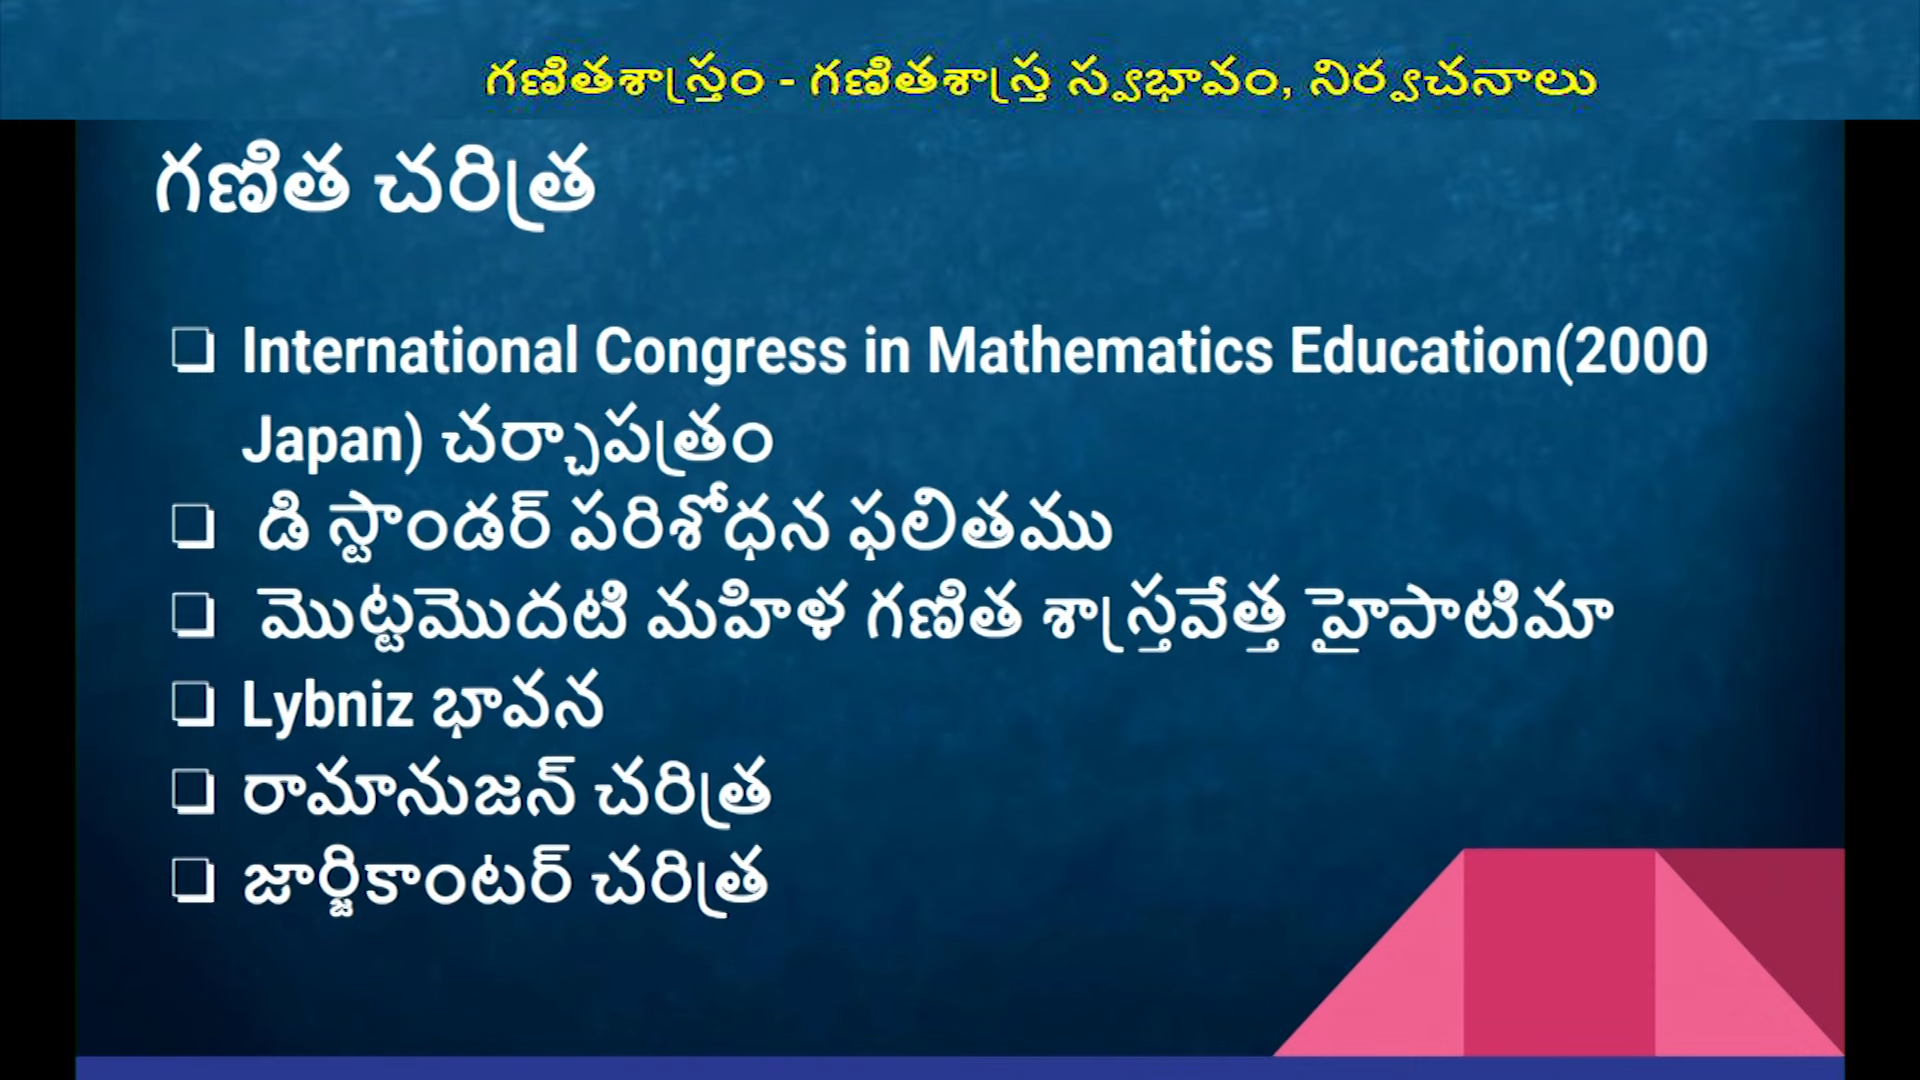 గణితశాస్త్రం - గణితశాస్త్ర స్వభావం, నిర్వచనాలు
గణిత చరిత్ర
❑ International Congress in Mathematics Education(2000
Japan) చర్చాపత్రం
❑ డి స్టాండర్ పరిశోధన ఫలితము
❑ మొట్టమొదటి మహిళ గణిత శాస్త్రవేత్త హైపాటిమా
❑ Lybniz భావన
❑ రామానుజన్ చరిత్ర
❑ జార్జికాంటర్ చరిత్ర